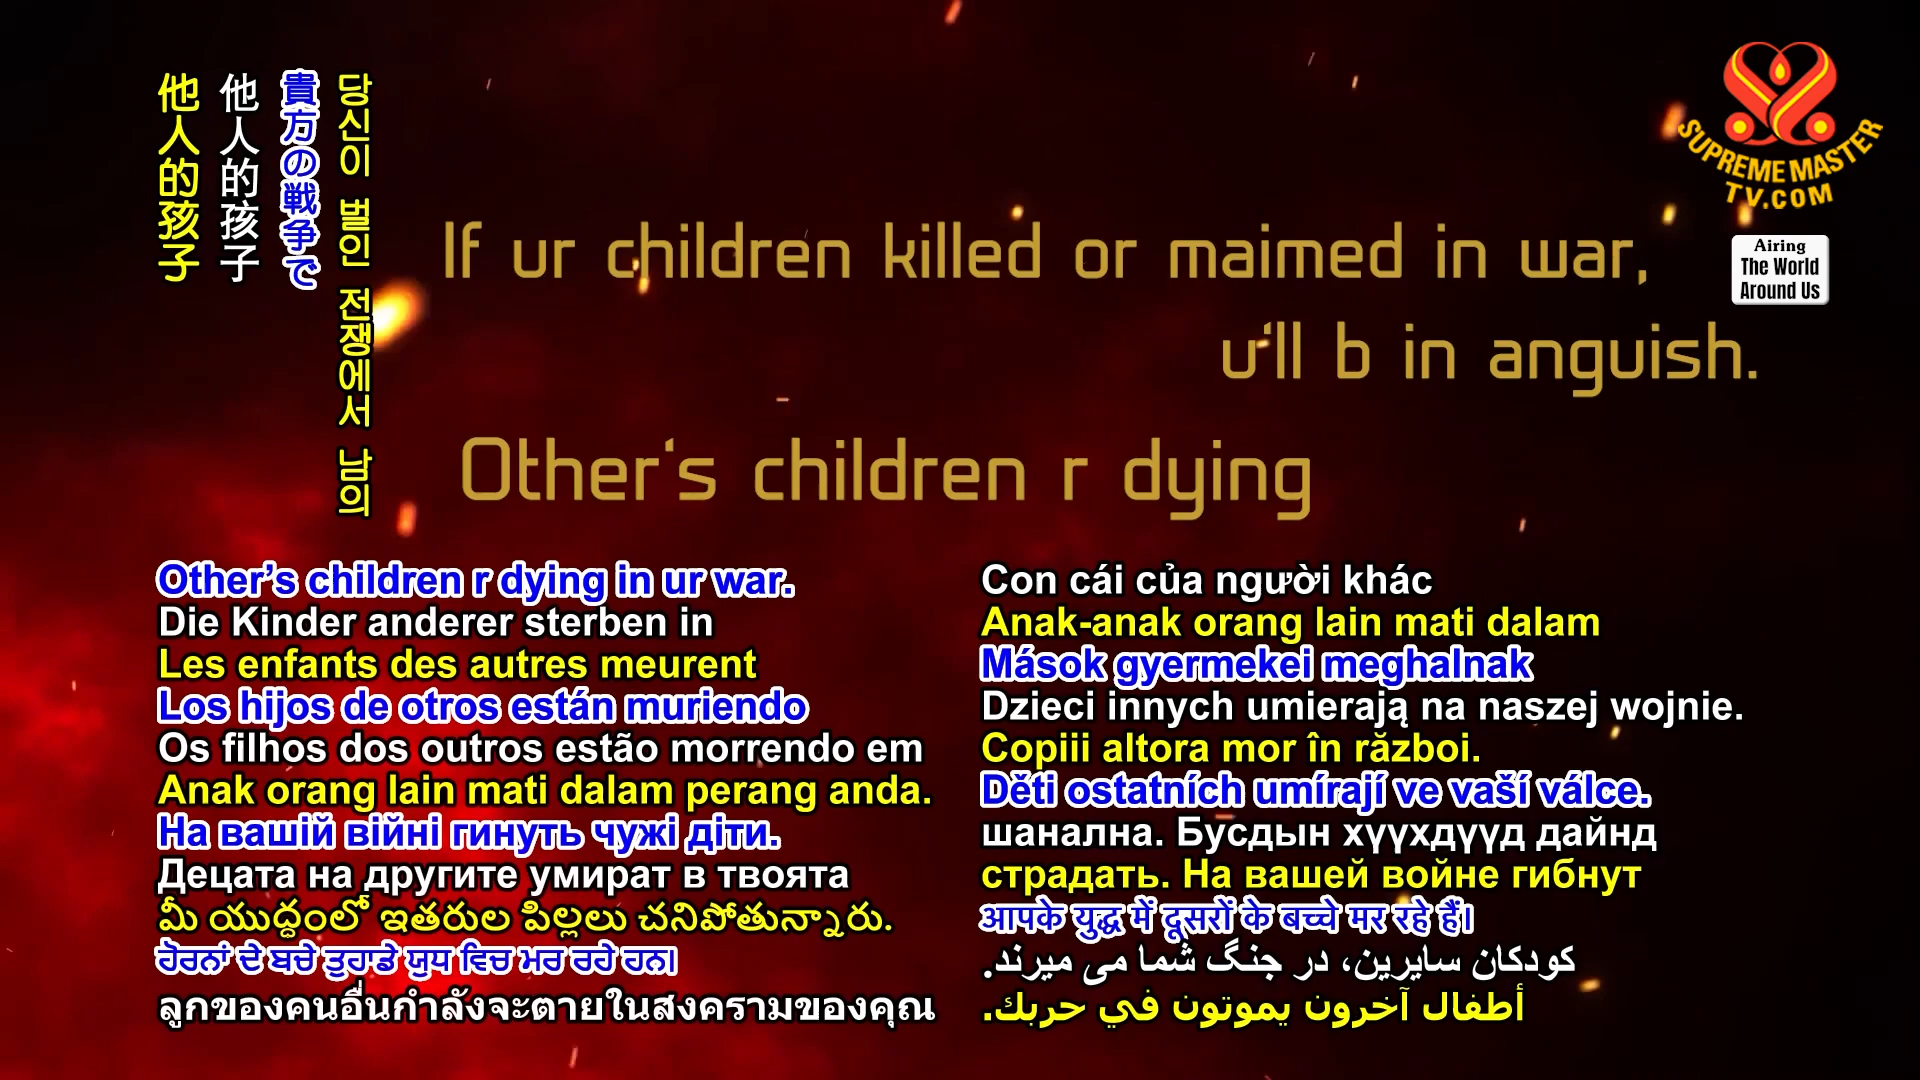 他人的孩子
他人的孩子
貴方の戦争で
당신이 벌인 전쟁에서 남의
If ur children killed or maimed in war,
u'll b in anguish.
Other's children r dying
SUPREME MASTER
TV.COM
Airing
The World
Around Us
Other's children r dying in ur war.
Die Kinder anderer sterben in
Les enfants des autres meurent
Los hijos de otros están muriendo
Os filhos dos outros estão morrendo em
Anak orang lain mati dalam perang anda.
На вашій війні гинуть чужі діти.
Децата на другите умират в твоята
మీ యుద్ధంలో ఇతరుల పిల్లలు చనిపోతున్నారు.
ਹੋਰਨਾਂ ਦੇ ਬਚੇ ਤੁਹਾਡੇ ਯੁਧ ਵਿਚ ਮਰ ਰਹੇ ਹਨ।
ลูกของคนอื่นกำลังจะตายในสงครามของคุณ
Con cái của người khác
Anak-anak orang lain mati dalam
Mások gyermekei meghalnak
Dzieci innych umierają na naszej wojnie.
Copiii altora mor în război.
Děti ostatních umírají ve vaší válce.
шаналнa. Бусдын хүүхдүүд дайнд
страдать. На вашей войне гибнут
आपके युद्ध में दूसरों के बच्चे मर रहे हैं।
کودکان سایرین، در جنگ شما می میرند.
أطفال آخرون يموتون في حربك.